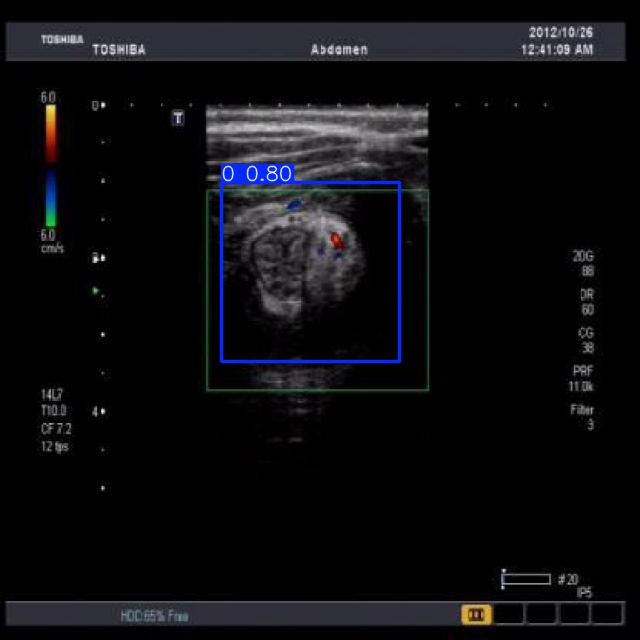 TOSHIBA
TOSHIBA
Abdomen
2012/10/26
12:41:09 AM
6.0
0
T
0 0.80
6.0
cm/s
20G
88
DR
60
CG
38
PRF
11.0k
Filter
3
14L7
T10.0
CF 7.2
12 fps
4
#20
IP5
HDD 65% Free